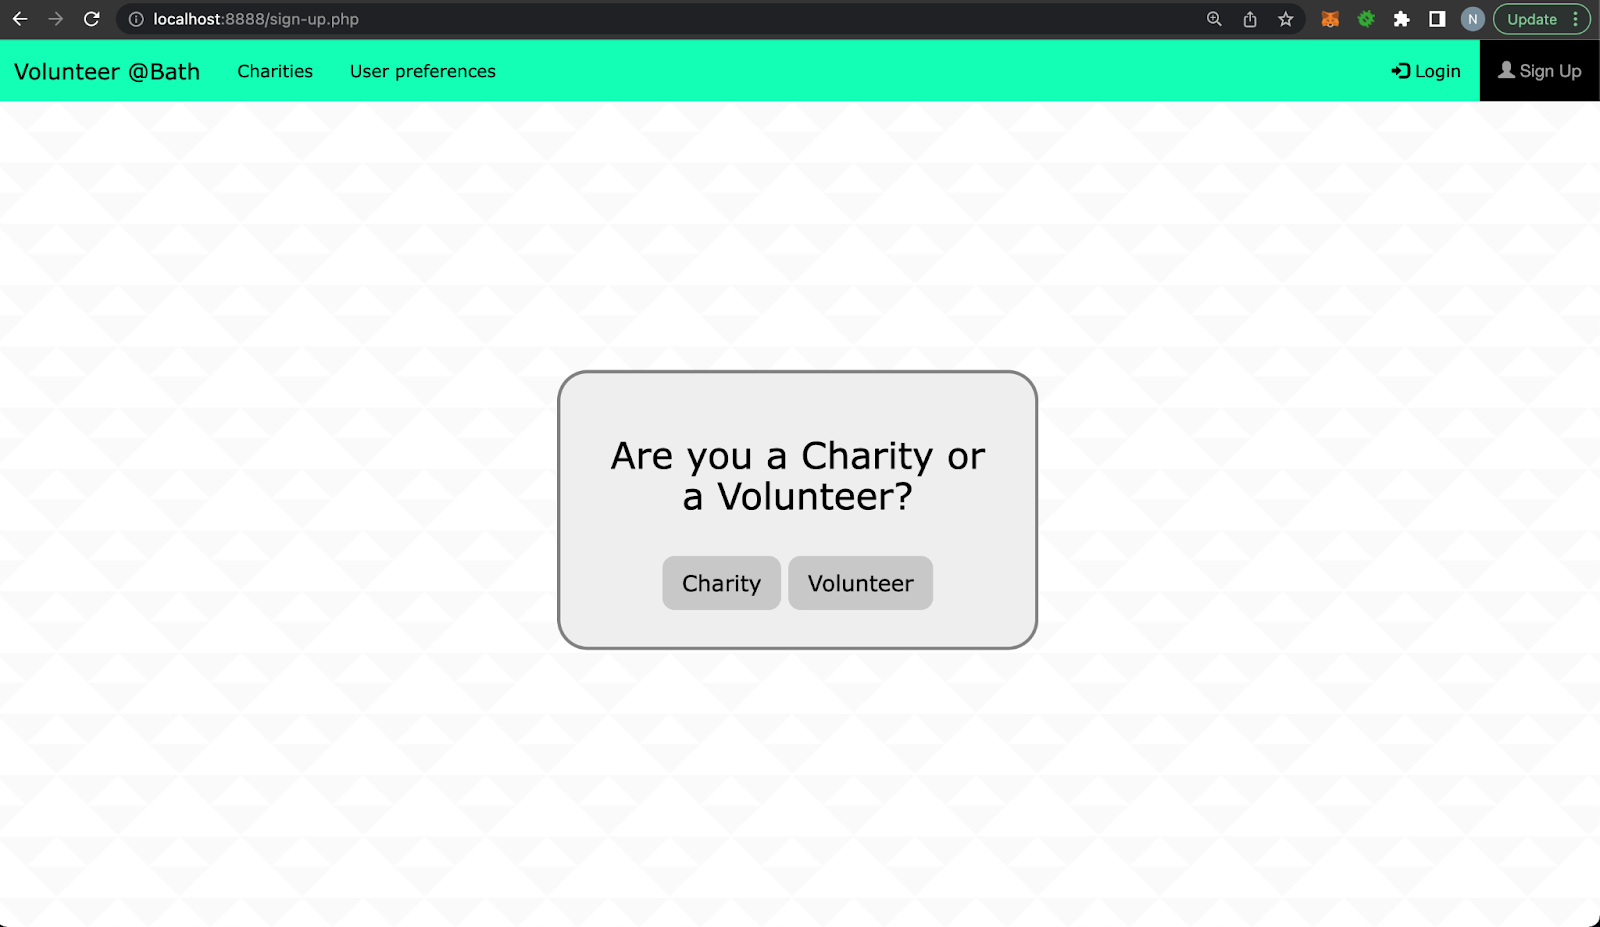 localhost:8888/sign-up.php
N
Update
Volunteer @Bath Charities User preferences Login Sign Up
Are you a Charity or
a Volunteer?
Charity Volunteer